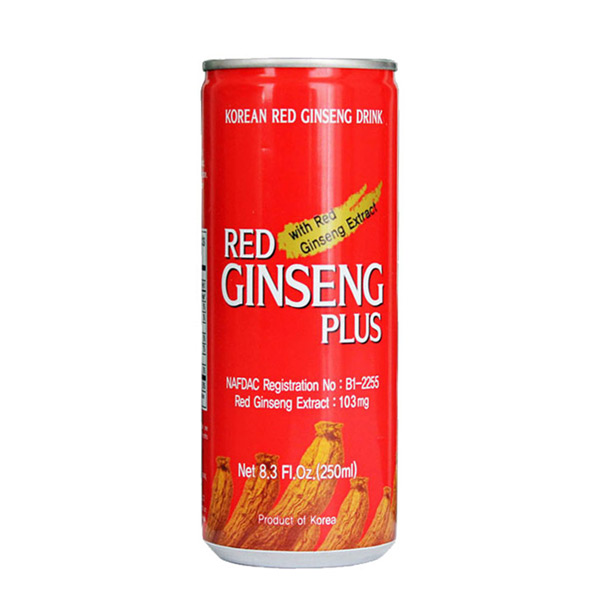 KOREAN RED GINSENG DRINK
with Red
Ginseng Extract
RED
GINSENG
PLUS
NAFDAC Registration No : B1-2255
Red Ginseng Extract : 103mg
Net 8.3 Fl.Oz.(250ml)
Product of Korea